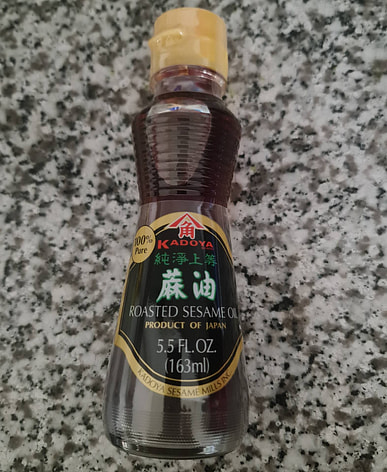 角
KADOYA
100%
Pure
純淨上等
蔴油
ROASTED SESAME OIL
PRODUCT OF JAPAN
5.5 FL.OZ.
(163ml)
KADOYA SESAME MILLS INC.